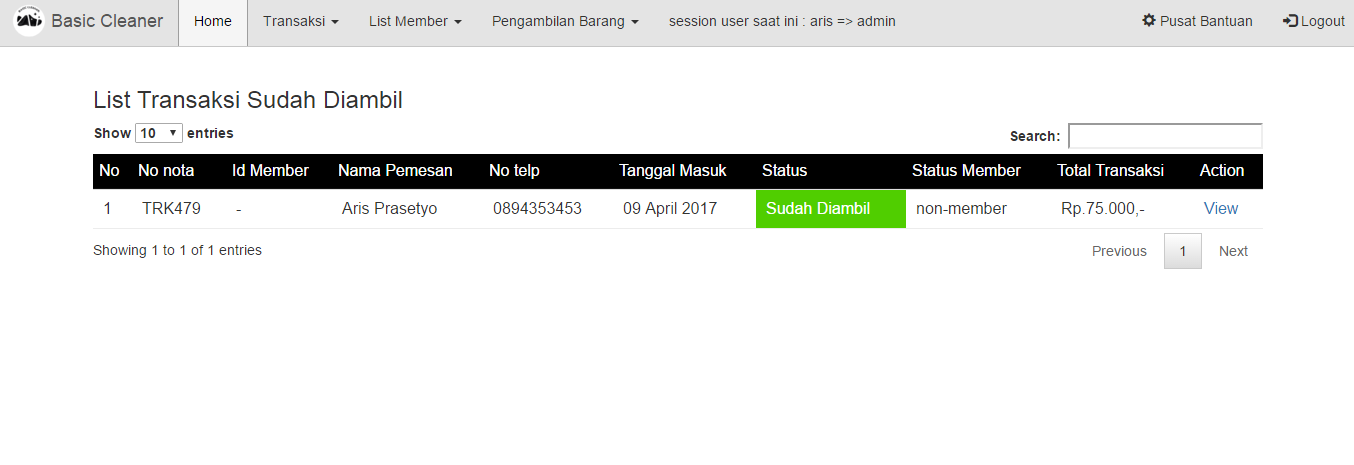 Basic Cleaner Home Transaksi List Member Pengambilan Barang session user saat ini : aris => admin Pusat Bantuan Logout
List Transaksi Sudah Diambil
Show 10 entries Search:
No No nota Id Member Nama Pemesan No telp Tanggal Masuk Status Status Member Total Transaksi Action
1 TRK479 - Aris Prasetyo 0894353453 09 April 2017 Sudah Diambil non-member Rp.75.000,- View
Showing 1 to 1 of 1 entries Previous 1 Next